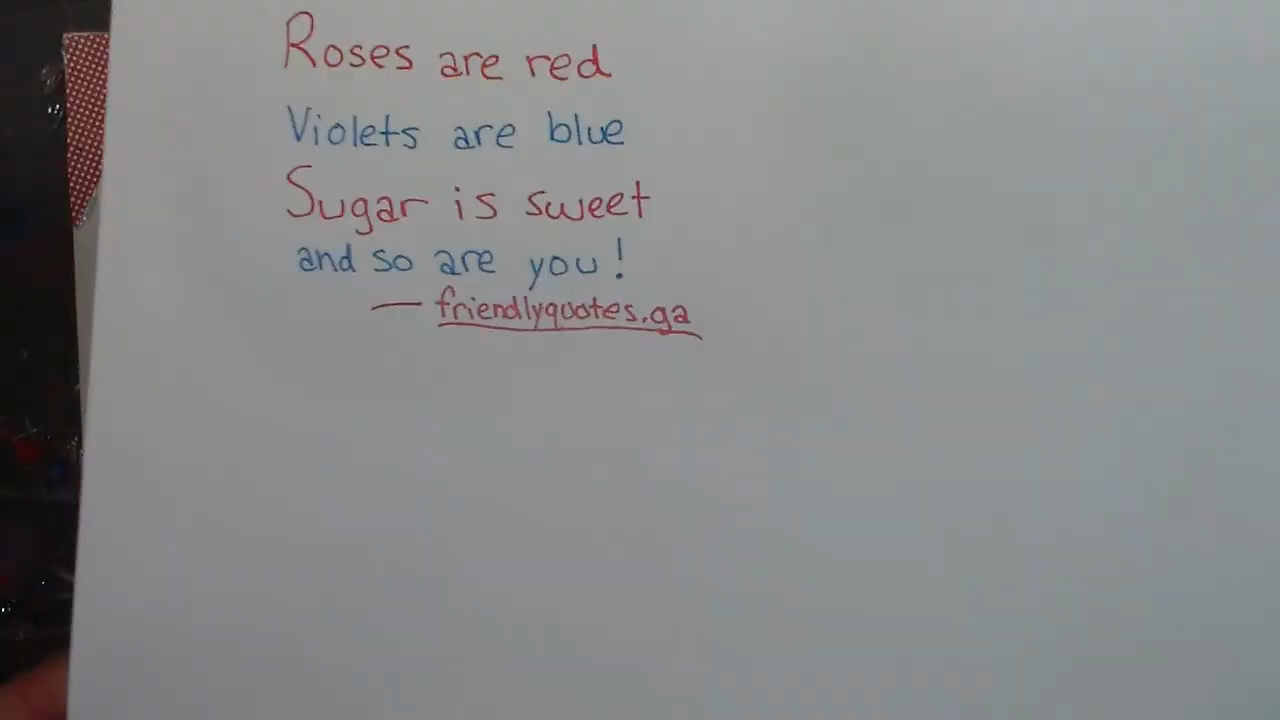 Roses are red
Violets are blue
Sugar is sweet
and so are you!
— friendlyquotes.ga